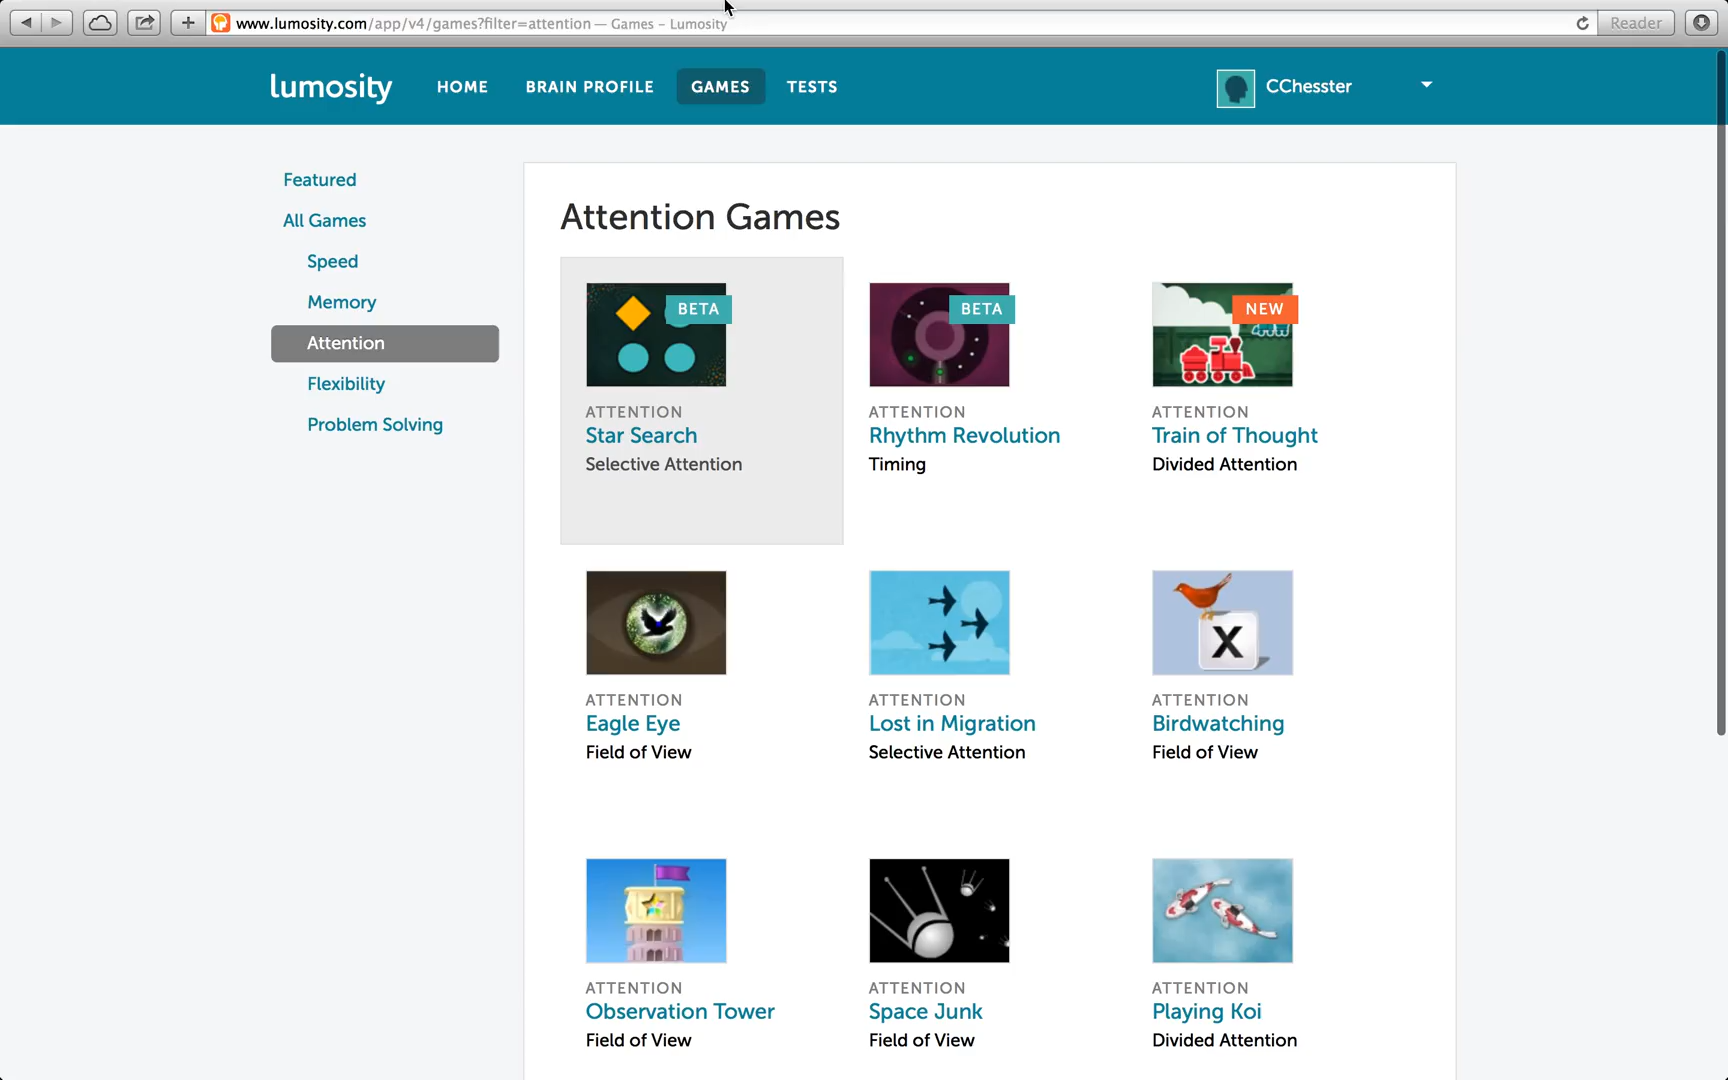 www.lumosity.com/app/v4/games?filter=attention — Games – Lumosity
Reader
lumosity
HOME
BRAIN PROFILE
GAMES
TESTS
CChesster
Featured
All Games
Speed
Memory
Attention
Flexibility
Problem Solving
Attention Games
BETA
ATTENTION
Star Search
Selective Attention
BETA
ATTENTION
Rhythm Revolution
Timing
NEW
ATTENTION
Train of Thought
Divided Attention
ATTENTION
Eagle Eye
Field of View
ATTENTION
Lost in Migration
Selective Attention
X
ATTENTION
Birdwatching
Field of View
ATTENTION
Observation Tower
Field of View
ATTENTION
Space Junk
Field of View
ATTENTION
Playing Koi
Divided Attention